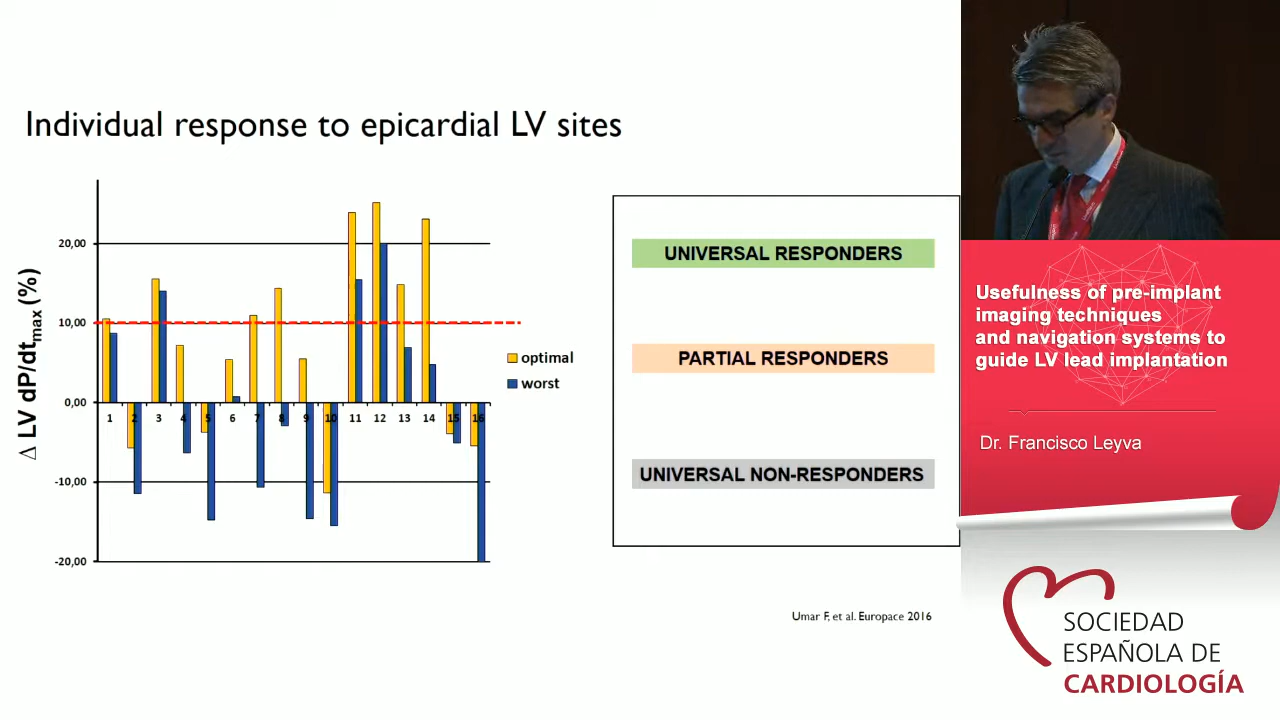 Individual response to epicardial LV sites
Δ LV dP/dtmax (%)
20,00
10,00
0,00
-10,00
-20,00
1 2 3 4 5 6 7 8 9 10 11 12 13 14 15 16
optimal
worst
UNIVERSAL RESPONDERS
PARTIAL RESPONDERS
UNIVERSAL NON-RESPONDERS
Umar F, et al. Europace 2016
Usefulness of pre-implant
imaging techniques
and navigation systems to
guide LV lead implantation
Dr. Francisco Leyva
SOCIEDAD
ESPAÑOLA DE
CARDIOLOGÍA